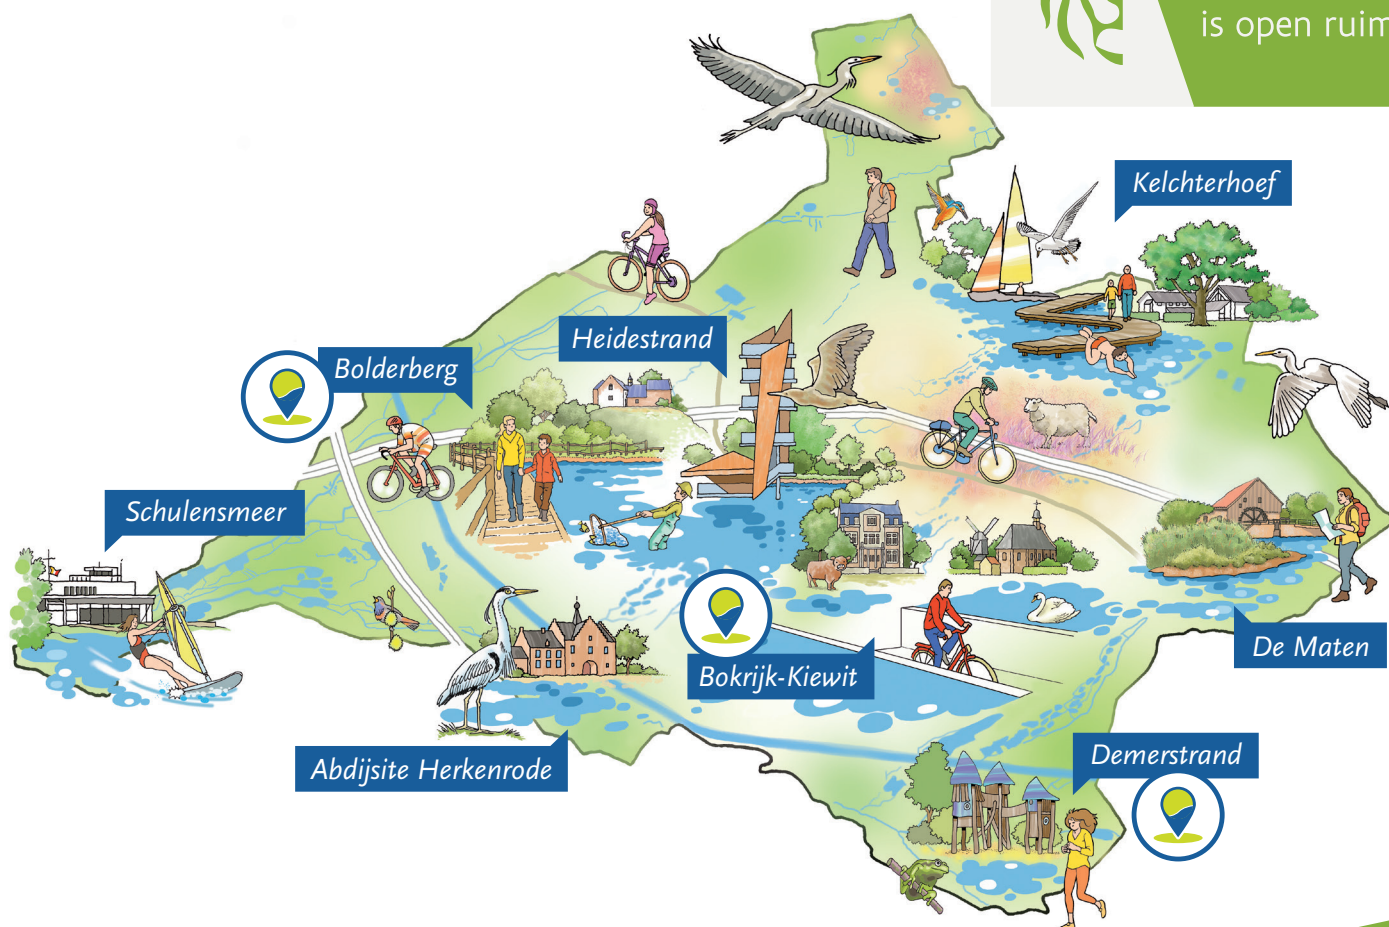 is open ruim
Kelchterhoef
Heidestrand
Bolderberg
Schulensmeer
De Maten
Bokrijk-Kiewit
Demerstrand
Abdijsite Herkenrode